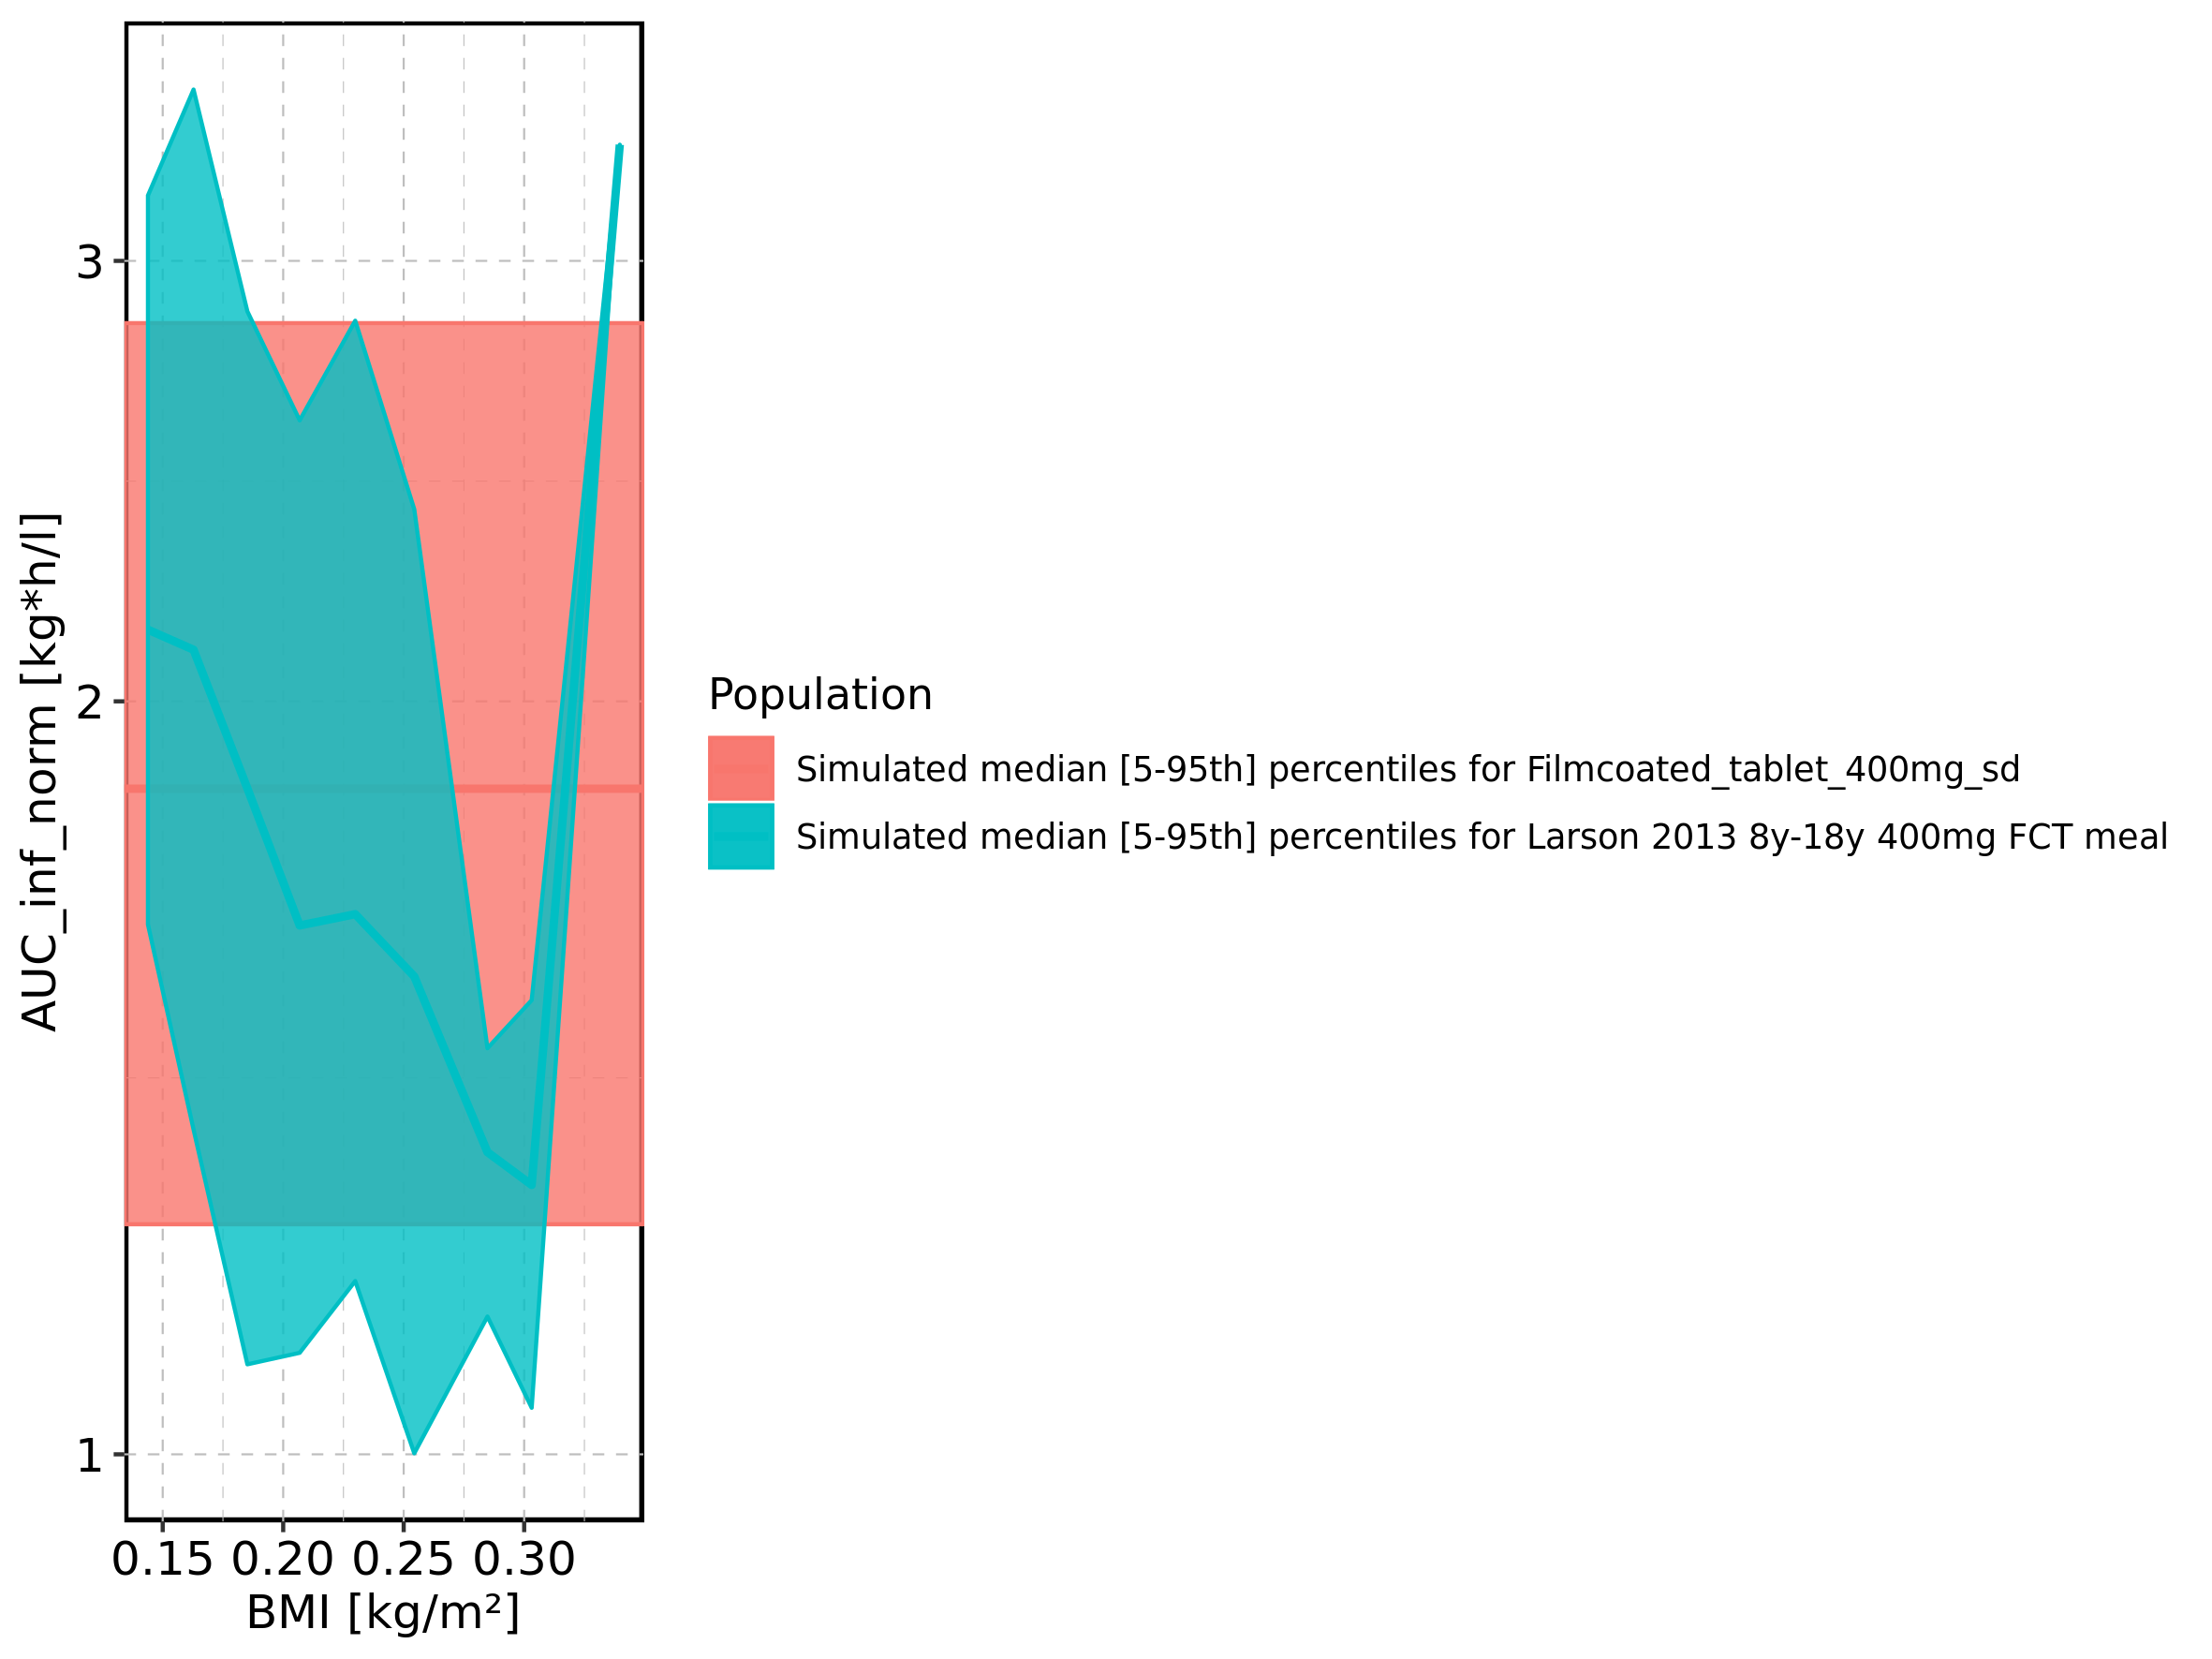 AUC_inf_norm [kg*h/l]
3
2
1
0.15 0.20 0.25 0.30
BMI [kg/m²]
Population
Simulated median [5-95th] percentiles for Filmcoated_tablet_400mg_sd
Simulated median [5-95th] percentiles for Larson 2013 8y-18y 400mg FCT meal